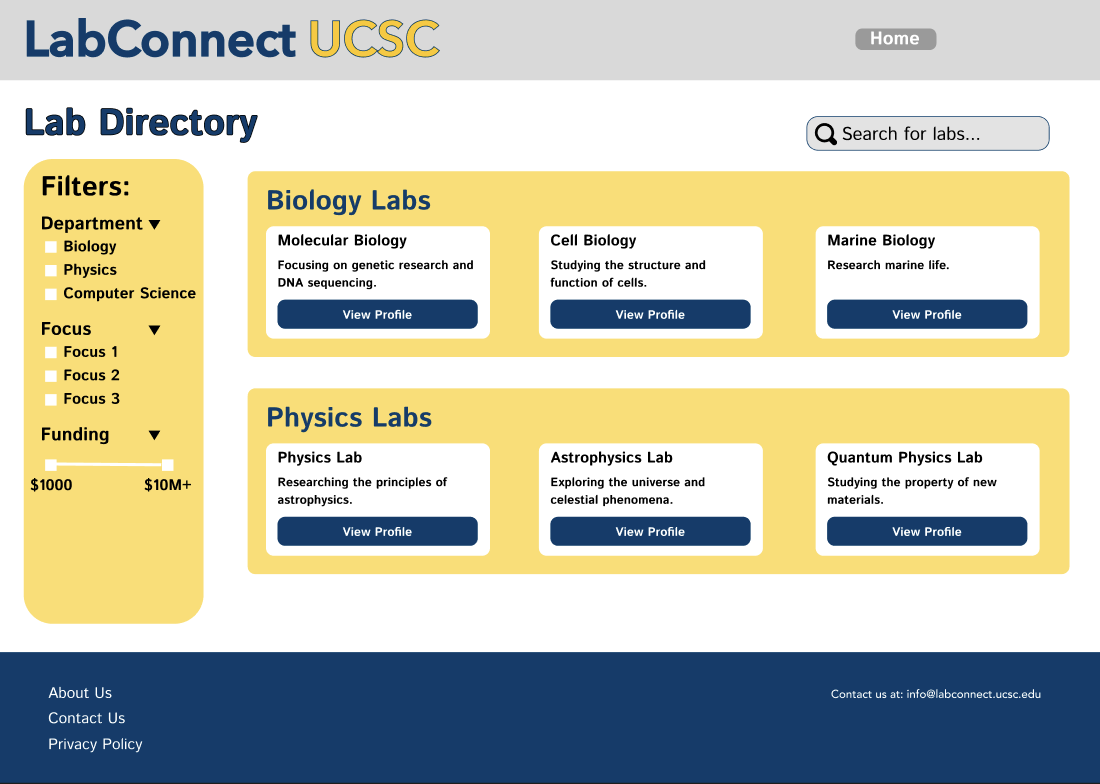 LabConnect UCSC
Home
Lab Directory
Search for labs...
Filters:
Department
Biology
Physics
Computer Science
Focus
Focus 1
Focus 2
Focus 3
Funding
$1000
$10M+
Biology Labs
Molecular Biology
Focusing on genetic research and
DNA sequencing.
View Profile
Cell Biology
Studying the structure and
function of cells.
View Profile
Marine Biology
Research marine life.
View Profile
Physics Labs
Physics Lab
Researching the principles of
astrophysics.
View Profile
Astrophysics Lab
Exploring the universe and
celestial phenomena.
View Profile
Quantum Physics Lab
Studying the property of new
materials.
View Profile
About Us
Contact Us
Privacy Policy
Contact us at: info@labconnect.ucsc.edu